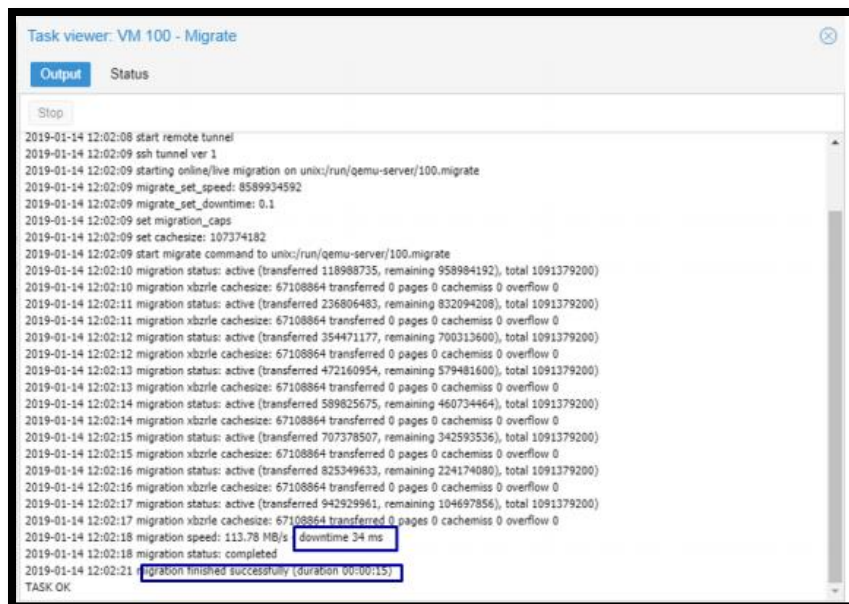 Task viewer: VM 100 - Migrate
Output Status
Stop
2019-01-14 12:02:08 start remote tunnel
2019-01-14 12:02:09 ssh tunnel ver 1
2019-01-14 12:02:09 starting online/live migration on unix:/run/qemu-server/100.migrate
2019-01-14 12:02:09 migrate_set_speed: 8589934592
2019-01-14 12:02:09 migrate_set_downtime: 0.1
2019-01-14 12:02:09 set migration_caps
2019-01-14 12:02:09 set cachesize: 107374182
2019-01-14 12:02:09 start migrate command to unix:/run/qemu-server/100.migrate
2019-01-14 12:02:10 migration status: active (transferred 118988735, remaining 958984192), total 1091379200)
2019-01-14 12:02:10 migration xbzrle cachesize: 67108864 transferred 0 pages 0 cachemiss 0 overflow 0
2019-01-14 12:02:11 migration status: active (transferred 236806483, remaining 832094208), total 1091379200)
2019-01-14 12:02:11 migration xbzrle cachesize: 67108864 transferred 0 pages 0 cachemiss 0 overflow 0
2019-01-14 12:02:12 migration status: active (transferred 354471177, remaining 700313600), total 1091379200)
2019-01-14 12:02:12 migration xbzrle cachesize: 67108864 transferred 0 pages 0 cachemiss 0 overflow 0
2019-01-14 12:02:13 migration status: active (transferred 472160954, remaining 579481600), total 1091379200)
2019-01-14 12:02:13 migration xbzrle cachesize: 67108864 transferred 0 pages 0 cachemiss 0 overflow 0
2019-01-14 12:02:14 migration status: active (transferred 589825675, remaining 460734464), total 1091379200)
2019-01-14 12:02:14 migration xbzrle cachesize: 67108864 transferred 0 pages 0 cachemiss 0 overflow 0
2019-01-14 12:02:15 migration status: active (transferred 707378507, remaining 342593536), total 1091379200)
2019-01-14 12:02:15 migration xbzrle cachesize: 67108864 transferred 0 pages 0 cachemiss 0 overflow 0
2019-01-14 12:02:16 migration status: active (transferred 825349633, remaining 224174080), total 1091379200)
2019-01-14 12:02:16 migration xbzrle cachesize: 67108864 transferred 0 pages 0 cachemiss 0 overflow 0
2019-01-14 12:02:17 migration status: active (transferred 942929961, remaining 104697856), total 1091379200)
2019-01-14 12:02:17 migration xbzrle cachesize: 67108864 transferred 0 pages 0 cachemiss 0 overflow 0
2019-01-14 12:02:18 migration speed: 113.78 MB/s - downtime 34 ms
2019-01-14 12:02:18 migration status: completed
2019-01-14 12:02:21 migration finished successfully (duration 00:00:15)
TASK OK